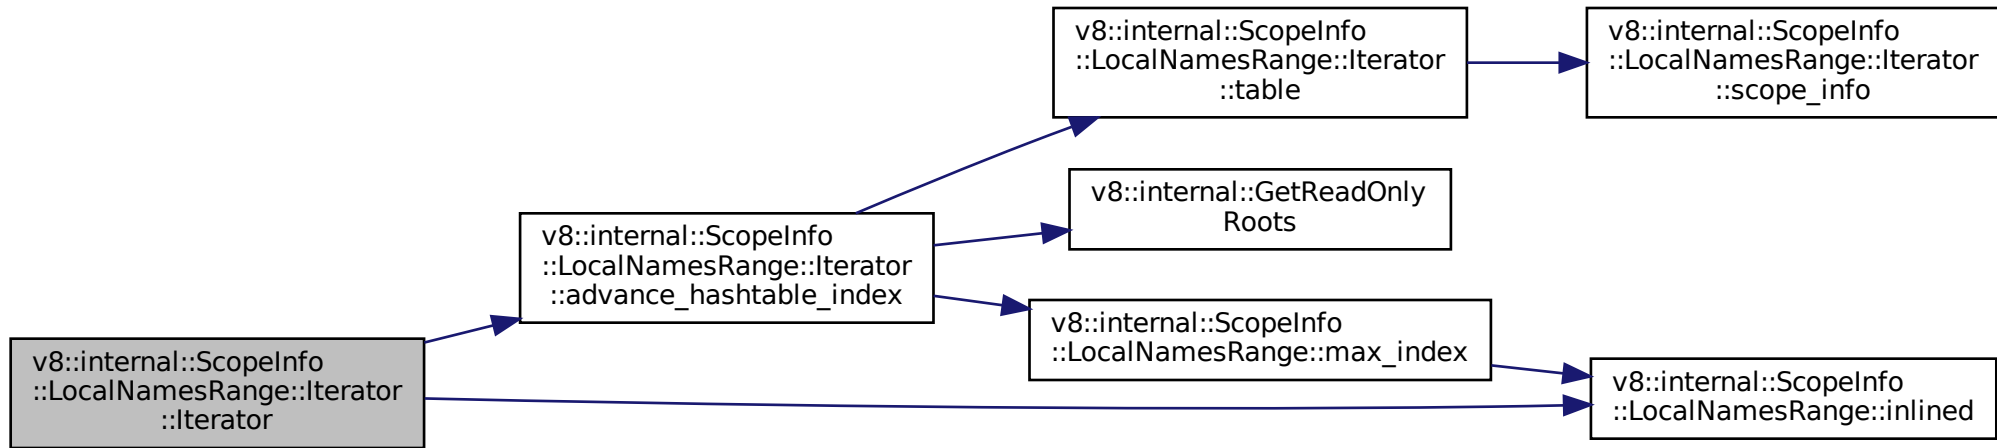 v8::internal::ScopeInfo
::LocalNamesRange::Iterator
::Iterator
v8::internal::ScopeInfo
::LocalNamesRange::Iterator
::advance_hashtable_index
v8::internal::ScopeInfo
::LocalNamesRange::Iterator
::table
v8::internal::ScopeInfo
::LocalNamesRange::Iterator
::scope_info
v8::internal::GetReadOnly
Roots
v8::internal::ScopeInfo
::LocalNamesRange::max_index
v8::internal::ScopeInfo
::LocalNamesRange::inlined